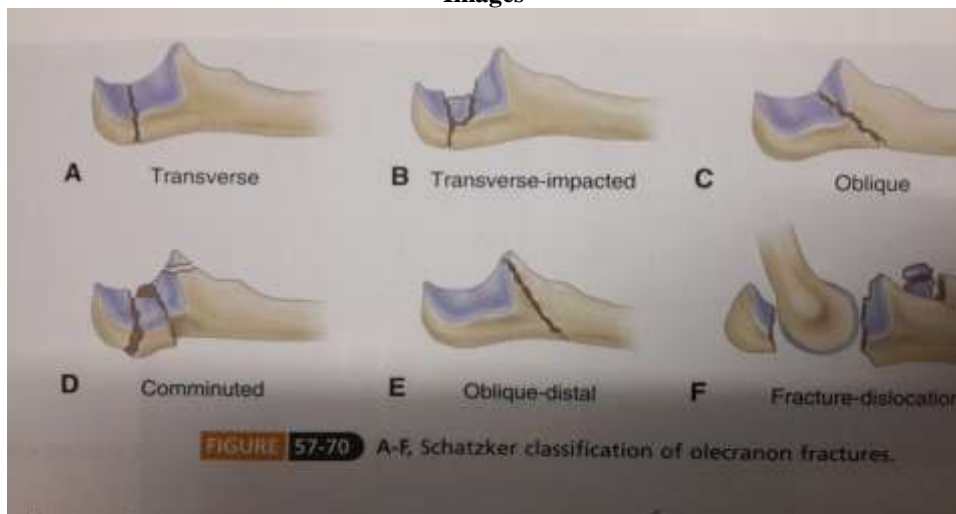 Images
A Transverse
B Transverse-impacted
C Oblique
D Comminuted
E Oblique-distal
F Fracture-dislocation
FIGURE 57-70 A-F, Schatzker classification of olecranon fractures.